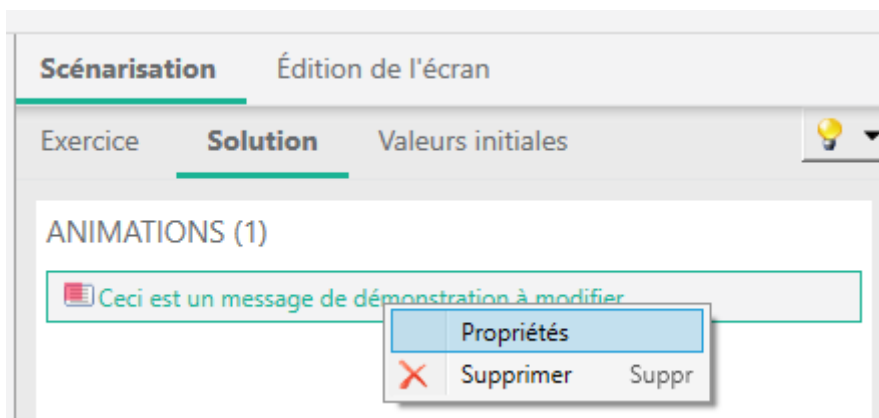 Scénarisation Édition de l'écran
Exercice Solution Valeurs initiales
ANIMATIONS (1)
Ceci est un message de démonstration à modifier
Propriétés
Supprimer Suppr